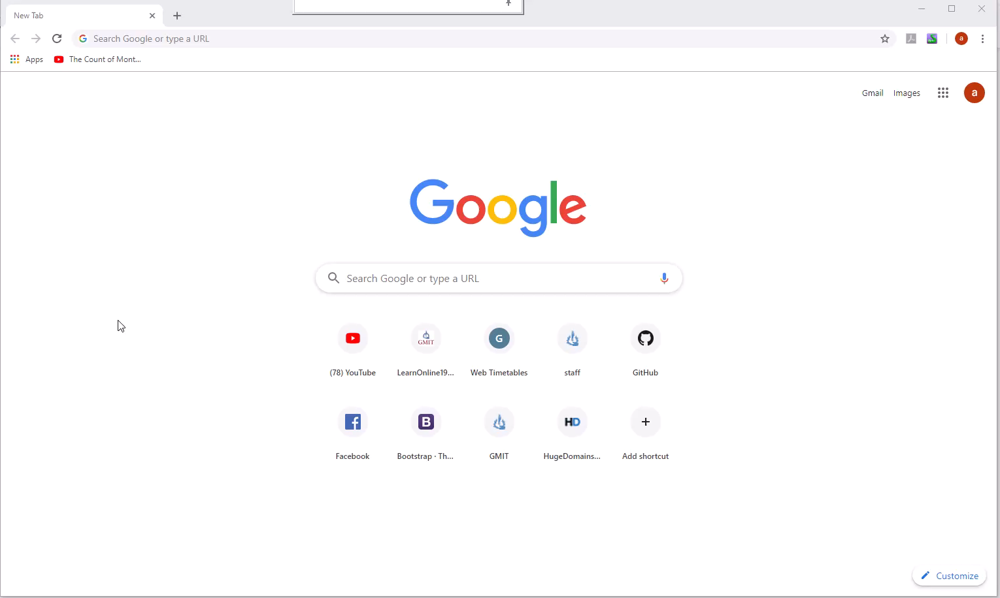 New Tab
Search Google or type a URL
a
Apps
The Count of Mont...
Gmail
Images
a
Google
Search Google or type a URL
GMIT
G
(78) YouTube
LearnOnline19...
Web Timetables
staff
GitHub
f
B
HD
Facebook
Bootstrap · Th...
GMIT
HugeDomains...
Add shortcut
Customize